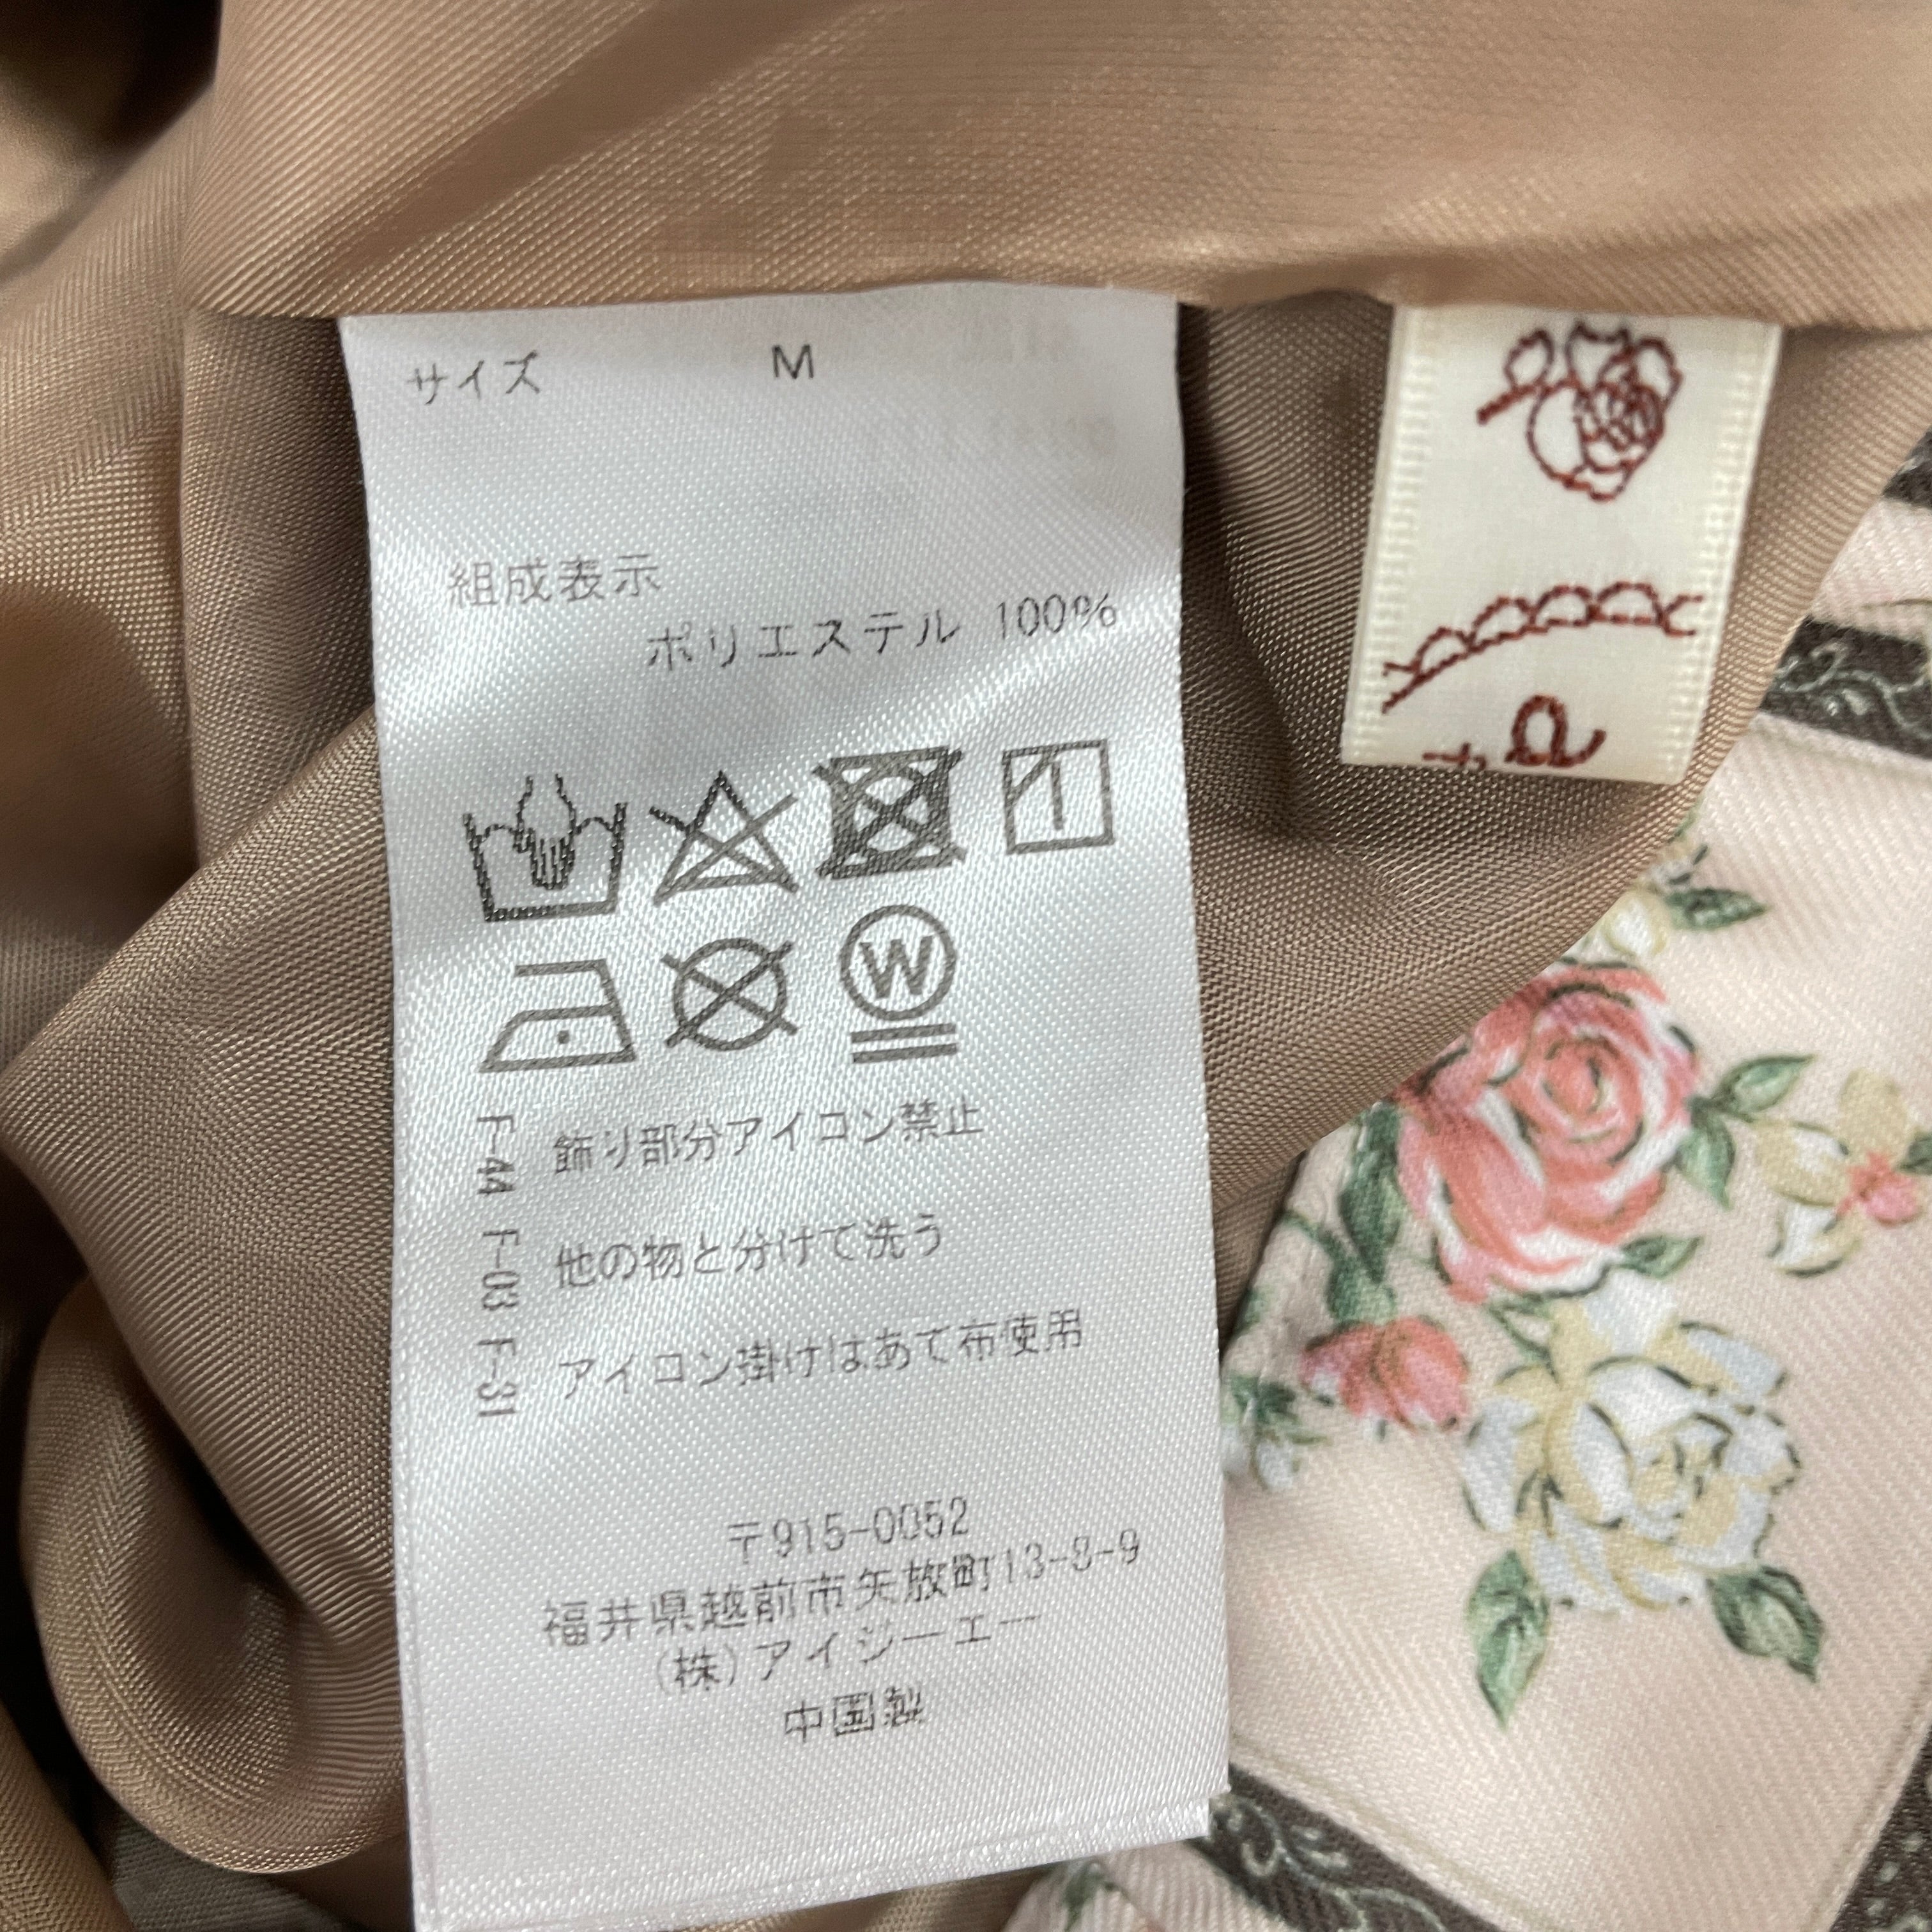 サイズ M
組成表示
ポリエステル 100%
W
F-44 飾り部分アイロン禁止
F-03 他の物と分けて洗う
F-31 アイロン掛けはあて布使用
〒915-0052
福井県越前市矢放町13-8-9
(株)アイジーエー
中国製